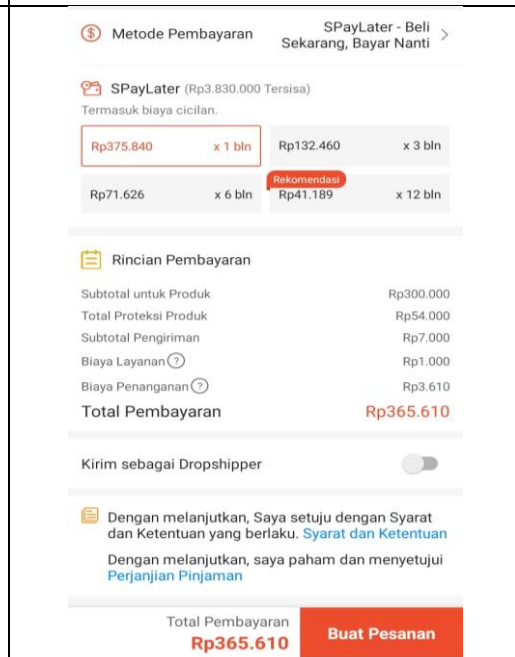 Metode Pembayaran
SPayLater - Beli
Sekarang, Bayar Nanti >
SPayLater (Rp3.830.000 Tersisa)
Termasuk biaya cicilan.
Rp375.840 x 1 bln
Rp132.460 x 3 bln
Rp71.626 x 6 bln
Rekomendasi
Rp41.189 x 12 bln
Rincian Pembayaran
Subtotal untuk Produk Rp300.000
Total Proteksi Produk Rp54.000
Subtotal Pengiriman Rp7.000
Biaya Layanan ? Rp1.000
Biaya Penanganan ? Rp3.610
Total Pembayaran Rp365.610
Kirim sebagai Dropshipper
Dengan melanjutkan, Saya setuju dengan Syarat
dan Ketentuan yang berlaku. Syarat dan Ketentuan
Dengan melanjutkan, saya paham dan menyetujui
Perjanjian Pinjaman
Total Pembayaran
Rp365.610
Buat Pesanan